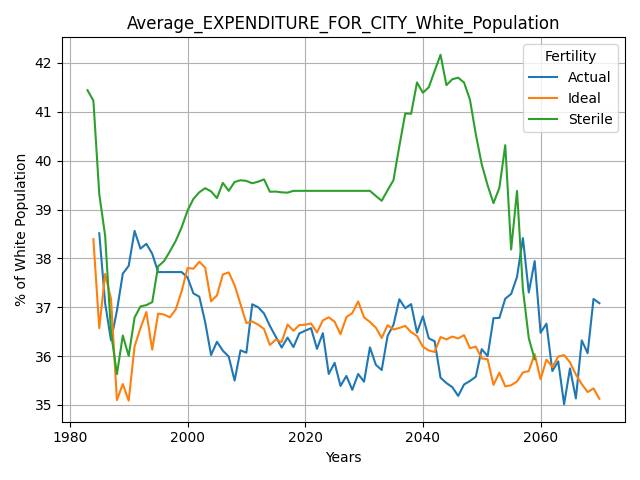 Average_EXPENDITURE_FOR_CITY_White_Population
Fertility
Actual
Ideal
Sterile
% of White Population
42
41
40
39
38
37
36
35
1980
2000
2020
2040
2060
Years